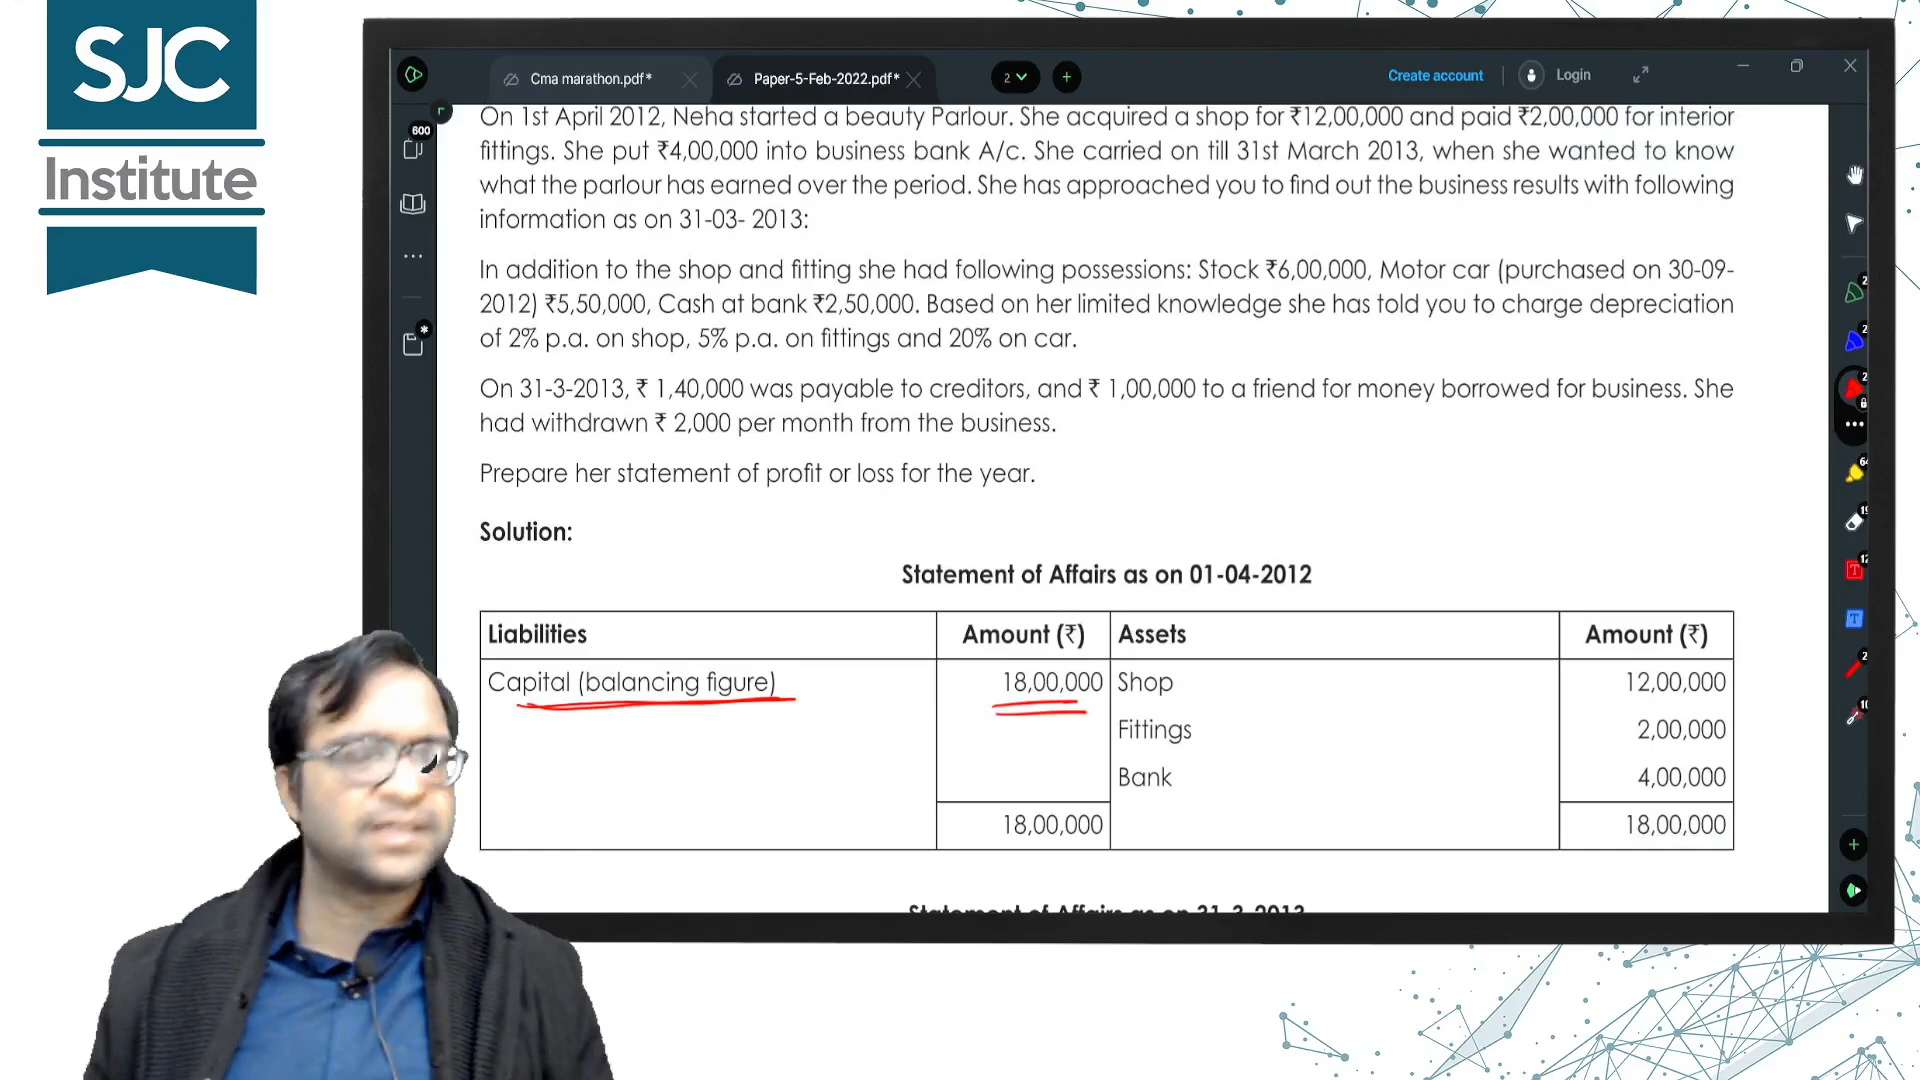 SJC
Institute
Cma marathon.pdf*
Paper-5-Feb-2022.pdf*
2
Create account
Login
600
On 1st April 2012, Neha started a beauty Parlour. She acquired a shop for ₹12,00,000 and paid ₹2,00,000 for interior
fittings. She put ₹4,00,000 into business bank A/c. She carried on till 31st March 2013, when she wanted to know
what the parlour has earned over the period. She has approached you to find out the business results with following
information as on 31-03- 2013:
In addition to the shop and fitting she had following possessions: Stock ₹6,00,000, Motor car (purchased on 30-09-
2012) ₹5,50,000, Cash at bank ₹2,50,000. Based on her limited knowledge she has told you to charge depreciation
of 2% p.a. on shop, 5% p.a. on fittings and 20% on car.
On 31-3-2013, ₹ 1,40,000 was payable to creditors, and ₹ 1,00,000 to a friend for money borrowed for business. She
had withdrawn ₹ 2,000 per month from the business.
Prepare her statement of profit or loss for the year.
Solution:
Statement of Affairs as on 01-04-2012
Liabilities Amount (₹) Assets Amount (₹)
Capital (balancing figure) 18,00,000 Shop 12,00,000
Fittings 2,00,000
Bank 4,00,000
18,00,000 18,00,000
Statement of Affairs as on 31-3-2013